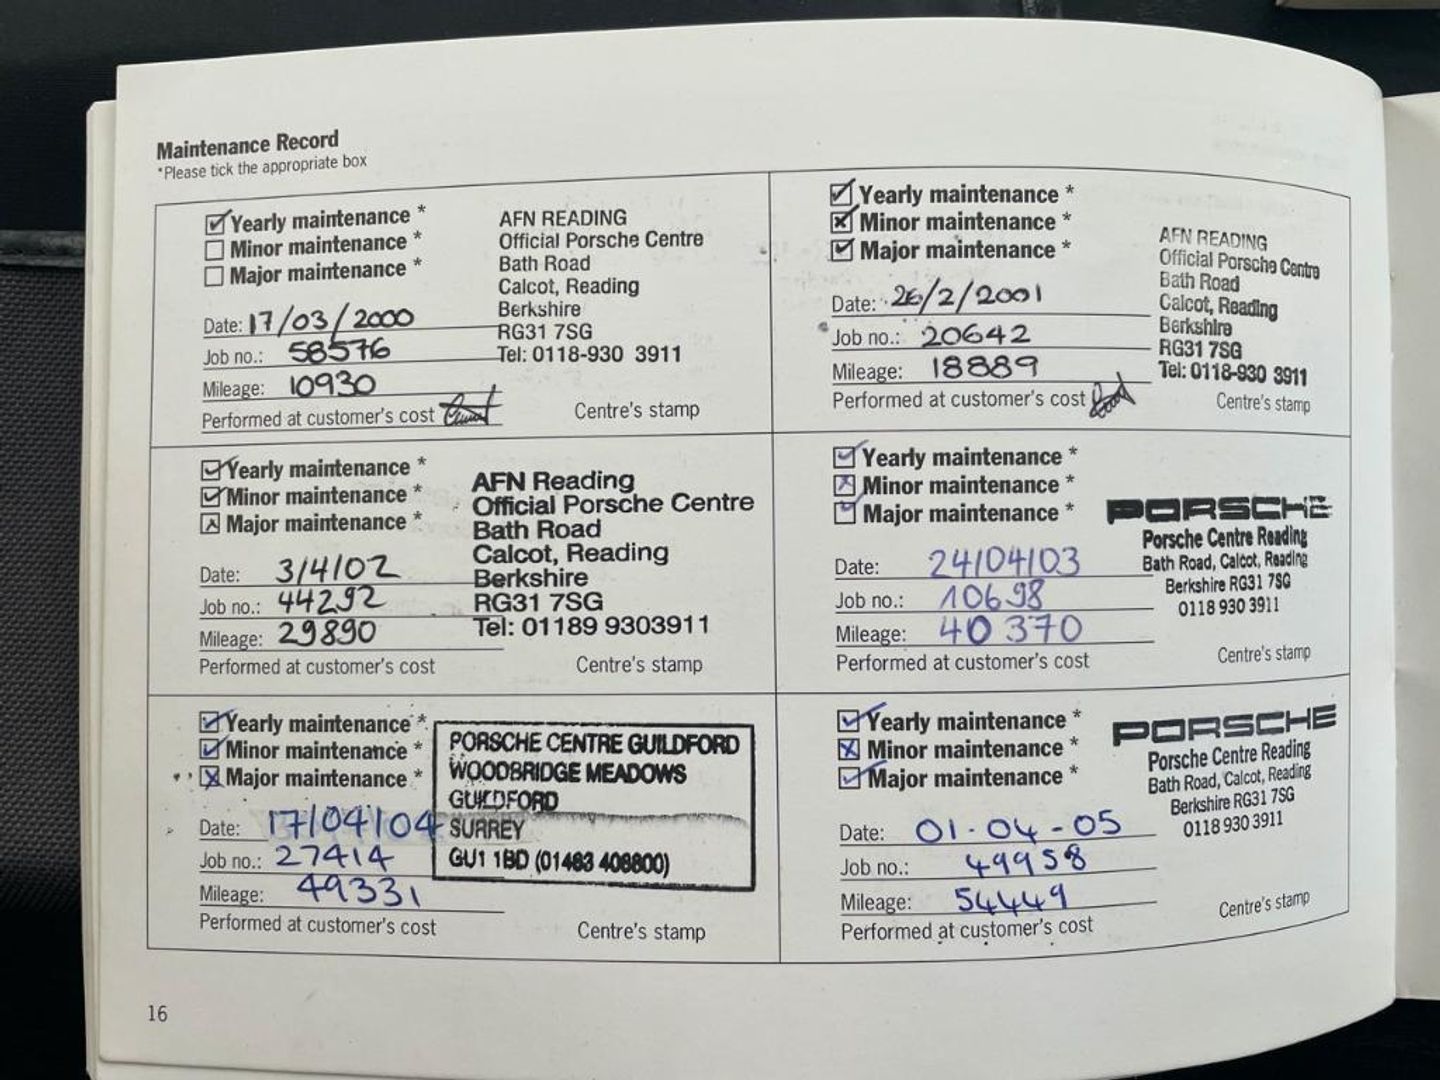 Maintenance Record
*Please tick the appropriate box
Yearly maintenance *
Minor maintenance *
Major maintenance *
Date: 17/03/2000
Job no.: 58576
Mileage: 10930
Performed at customer's cost
AFN READING
Official Porsche Centre
Bath Road
Calcot, Reading
Berkshire
RG31 7SG
Tel: 0118-930 3911
Centre's stamp
Yearly maintenance *
Minor maintenance *
Major maintenance *
Date: 26/2/2001
Job no.: 20642
Mileage: 18889
Performed at customer's cost
AFN READING
Official Porsche Centre
Bath Road
Calcot, Reading
Berkshire
RG31 7SG
Tel: 0118-930 3911
Centre's stamp
Yearly maintenance *
Minor maintenance *
Major maintenance *
Date: 3/4/02
Job no.: 44292
Mileage: 29890
Performed at customer's cost
AFN Reading
Official Porsche Centre
Bath Road
Calcot, Reading
Berkshire
RG31 7SG
Tel: 01189 9303911
Centre's stamp
Yearly maintenance *
Minor maintenance *
Major maintenance *
Date: 24/04/03
Job no.: 10698
Mileage: 40370
Performed at customer's cost
PORSCHE
Porsche Centre Reading
Bath Road, Calcot, Reading
Berkshire RG31 7SG
0118 930 3911
Centre's stamp
Yearly maintenance *
Minor maintenance *
Major maintenance *
Date: 17/04/04
Job no.: 27414
Mileage: 49331
Performed at customer's cost
PORSCHE CENTRE GUILDFORD
WOODBRIDGE MEADOWS
GUILDFORD
SURREY
GU1 1BD (01483 408800)
Centre's stamp
Yearly maintenance *
Minor maintenance *
Major maintenance *
Date: 01-04-05
Job no.: 49958
Mileage: 54449
Performed at customer's cost
PORSCHE
Porsche Centre Reading
Bath Road, Calcot, Reading
Berkshire RG31 7SG
0118 930 3911
Centre's stamp
16